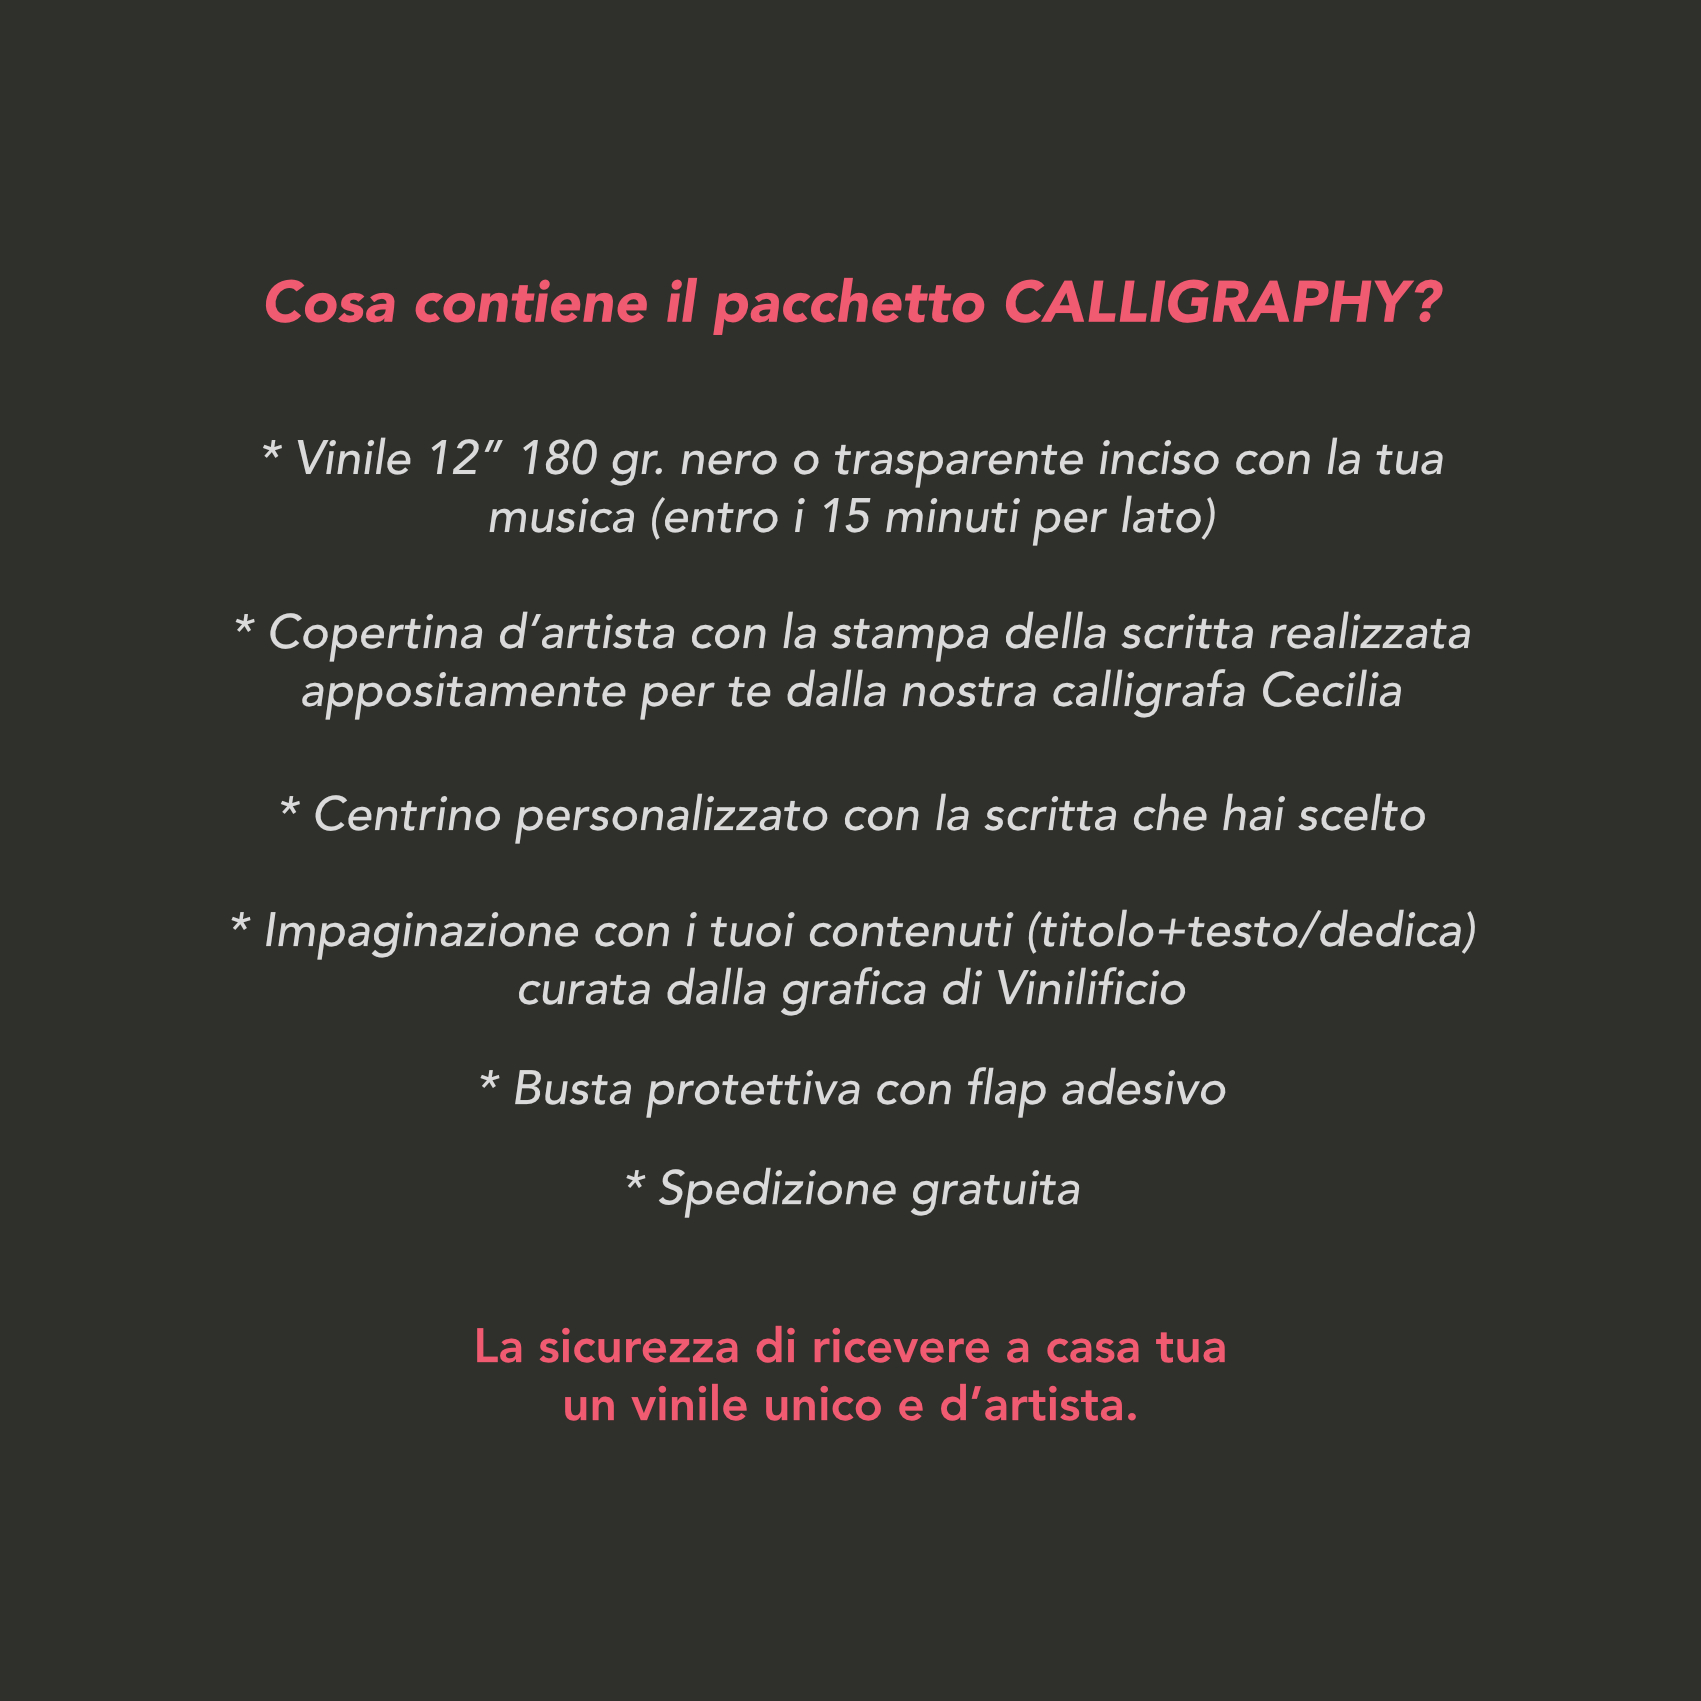 Cosa contiene il pacchetto CALLIGRAPHY?
* Vinile 12” 180 gr. nero o trasparente inciso con la tua
musica (entro i 15 minuti per lato)
* Copertina d’artista con la stampa della scritta realizzata
appositamente per te dalla nostra calligrafa Cecilia
* Centrino personalizzato con la scritta che hai scelto
* Impaginazione con i tuoi contenuti (titolo+testo/dedica)
curata dalla grafica di Vinilificio
* Busta protettiva con flap adesivo
* Spedizione gratuita
La sicurezza di ricevere a casa tua
un vinile unico e d’artista.